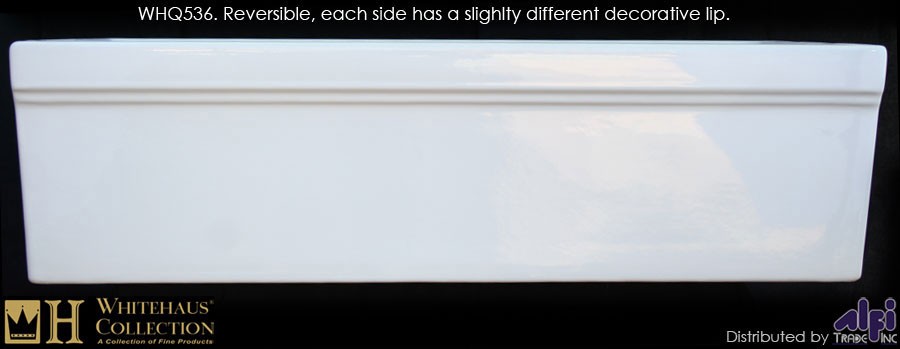 WHQ536. Reversible, each side has a slighlty different decorative lip.
H WHITEHAUS®
COLLECTION
A Collection of Fine Products
Distributed by alfi
TRADE INC